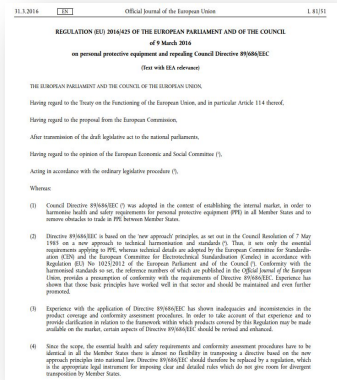 31.3.2016 EN Official Journal of the European Union L 81/51
REGULATION (EU) 2016/425 OF THE EUROPEAN PARLIAMENT AND OF THE COUNCIL
of 9 March 2016
on personal protective equipment and repealing Council Directive 89/686/EEC
(Text with EEA relevance)
THE EUROPEAN PARLIAMENT AND THE COUNCIL OF THE EUROPEAN UNION,
Having regard to the Treaty on the Functioning of the European Union, and in particular Article 114 thereof,
Having regard to the proposal from the European Commission,
After transmission of the draft legislative act to the national parliaments,
Having regard to the opinion of the European Economic and Social Committee (¹),
Acting in accordance with the ordinary legislative procedure (²),
Whereas:
(1) Council Directive 89/686/EEC (³) was adopted in the context of establishing the internal market, in order to
harmonise health and safety requirements for personal protective equipment (PPE) in all Member States and to
remove obstacles to trade in PPE between Member States.
(2) Directive 89/686/EEC is based on the 'new approach' principles, as set out in the Council Resolution of 7 May
1985 on a new approach to technical harmonisation and standards (⁴). Thus, it sets only the essential
requirements applying to PPE, whereas technical details are adopted by the European Committee for Standardis-
ation (CEN) and the European Committee for Electrotechnical Standardisation (Cenelec) in accordance with
Regulation (EU) No 1025/2012 of the European Parliament and of the Council (⁵). Conformity with the
harmonised standards so set, the reference numbers of which are published in the Official Journal of the European
Union, provides a presumption of conformity with the requirements of Directive 89/686/EEC. Experience has
shown that those basic principles have worked well in that sector and should be maintained and even further
promoted.
(3) Experience with the application of Directive 89/686/EEC has shown inadequacies and inconsistencies in the
product coverage and conformity assessment procedures. In order to take account of that experience and to
provide clarification in relation to the framework within which products covered by this Regulation may be made
available on the market, certain aspects of Directive 89/686/EEC should be revised and enhanced.
(4) Since the scope, the essential health and safety requirements and conformity assessment procedures have to be
identical in all the Member States there is almost no flexibility in transposing a directive based on the new
approach principles into national law. Directive 89/686/EEC should therefore be replaced by a regulation, which
is the appropriate legal instrument for imposing clear and detailed rules which do not give room for divergent
transposition by Member States.